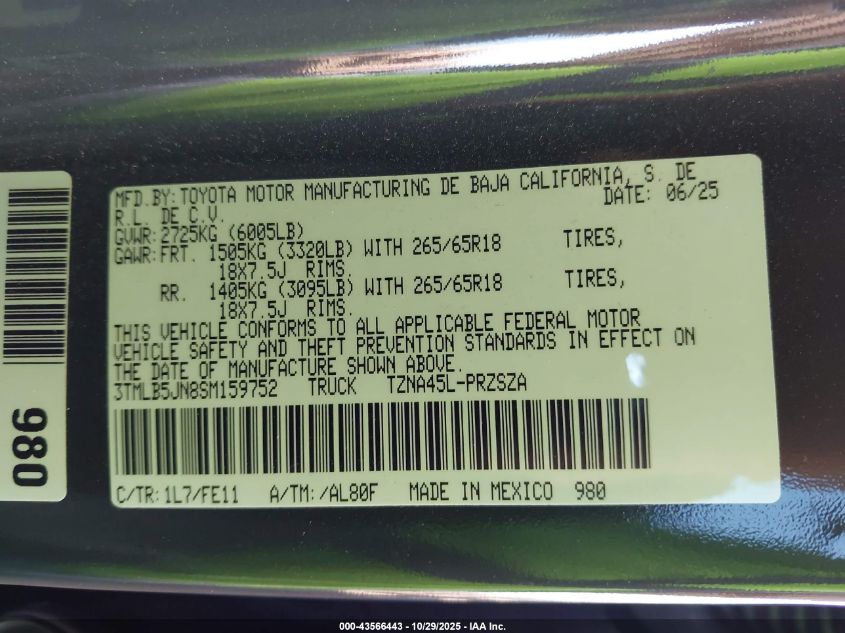 MFD.BY:TOYOTA MOTOR MANUFACTURING DE BAJA CALIFORNIA, S. DE
R.L. DE C.V. DATE: 06/25
GVWR:2725KG (6005LB)
GAWR:FRT. 1505KG (3320LB) WITH 265/65R18 TIRES,
18X7.5J RIMS.
RR. 1405KG (3095LB) WITH 265/65R18 TIRES,
18X7.5J RIMS.
THIS VEHICLE CONFORMS TO ALL APPLICABLE FEDERAL MOTOR
VEHICLE SAFETY AND THEFT PREVENTION STANDARDS IN EFFECT ON
THE DATE OF MANUFACTURE SHOWN ABOVE.
3TMLB5JN8SM159752 TRUCK TZNA45L-PRZSZA
C/TR:1L7/FE11 A/TM:/AL80F MADE IN MEXICO 980
980
000-43566443 - 10/29/2025 - IAA Inc.